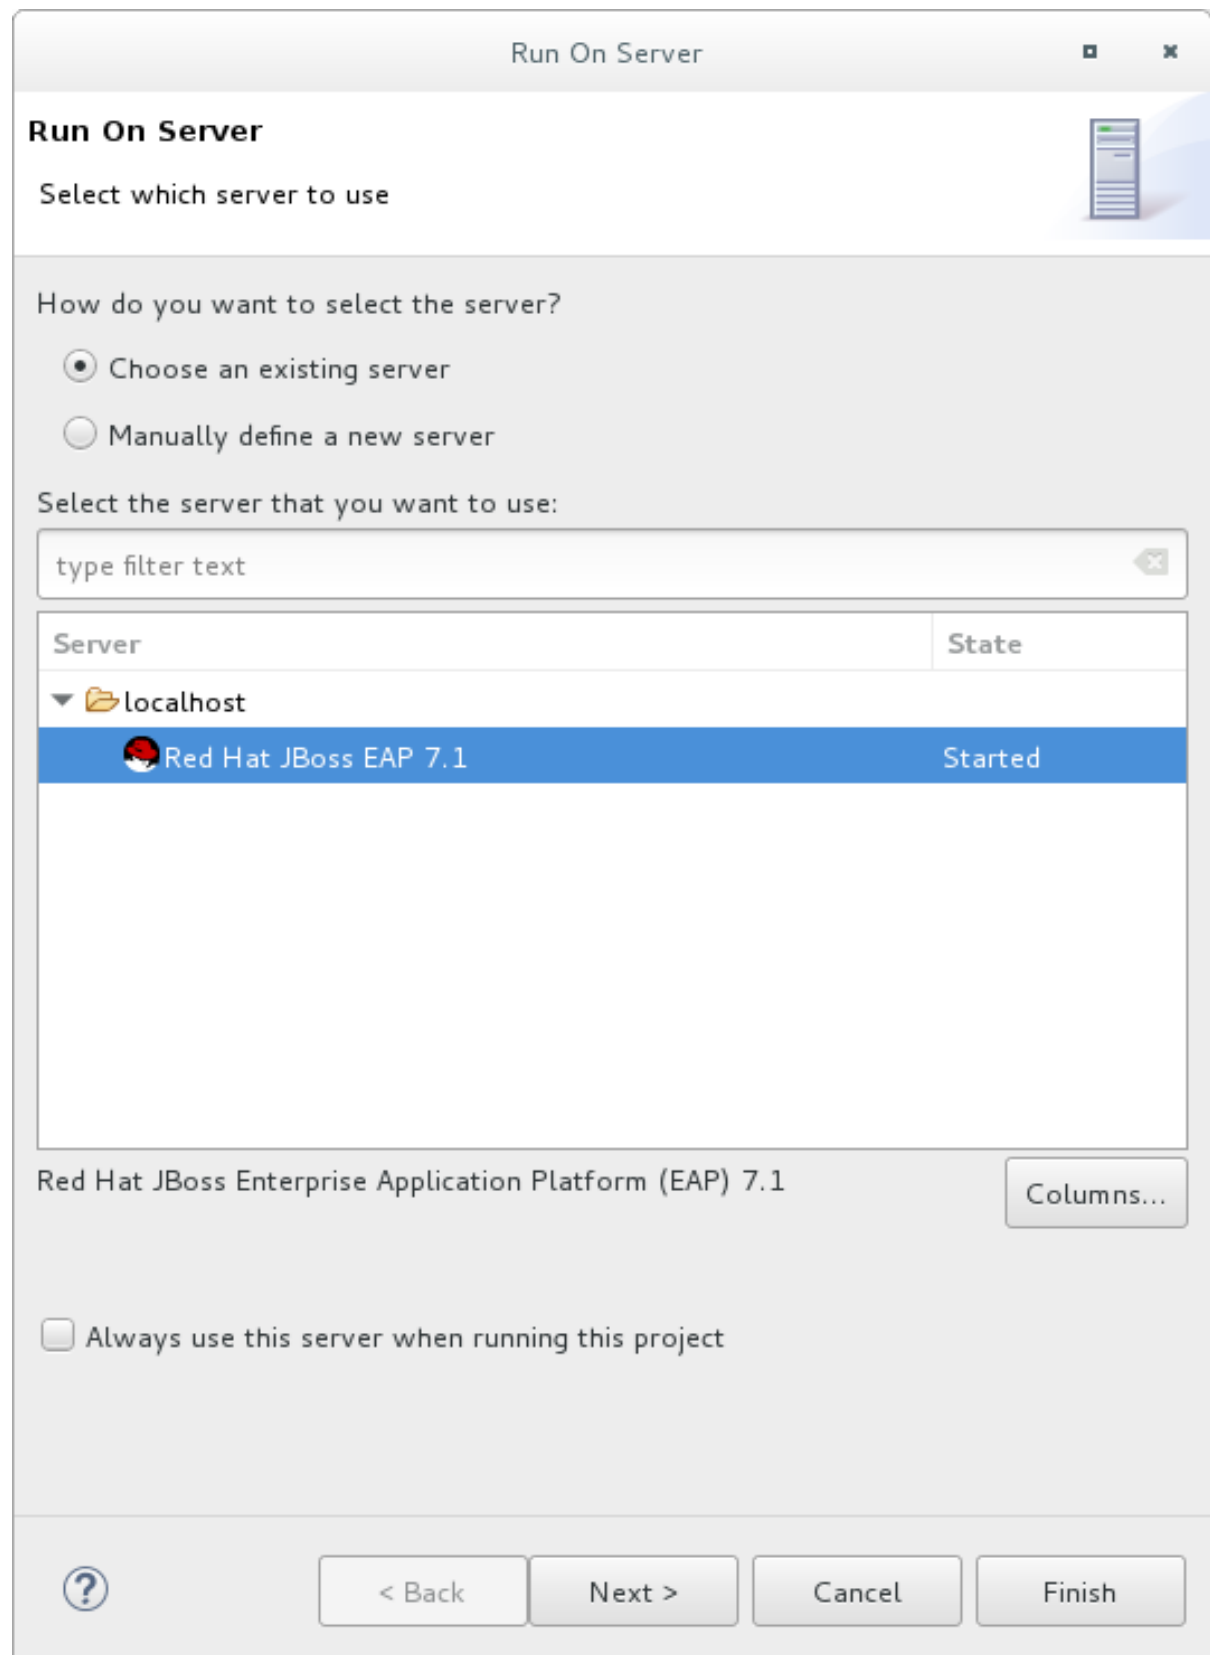 Run On Server
Run On Server
Select which server to use
How do you want to select the server?
Choose an existing server
Manually define a new server
Select the server that you want to use:
type filter text
Server State
localhost
Red Hat JBoss EAP 7.1 Started
Red Hat JBoss Enterprise Application Platform (EAP) 7.1
Columns...
Always use this server when running this project
? < Back Next > Cancel Finish